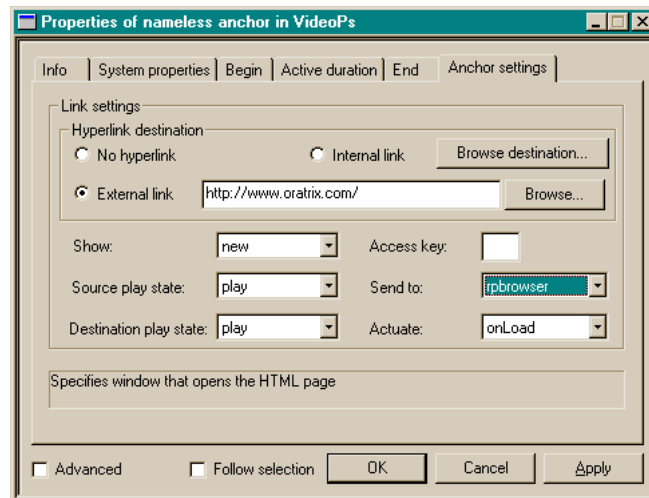 Properties of nameless anchor in VideoPs
Info System properties Begin Active duration End Anchor settings
Link settings
Hyperlink destination
No hyperlink Internal link Browse destination...
External link http://www.oratrix.com/ Browse...
Show: new Access key:
Source play state: play Send to: rpbrowser
Destination play state: play Actuate: onLoad
Specifies window that opens the HTML page
Advanced Follow selection OK Cancel Apply